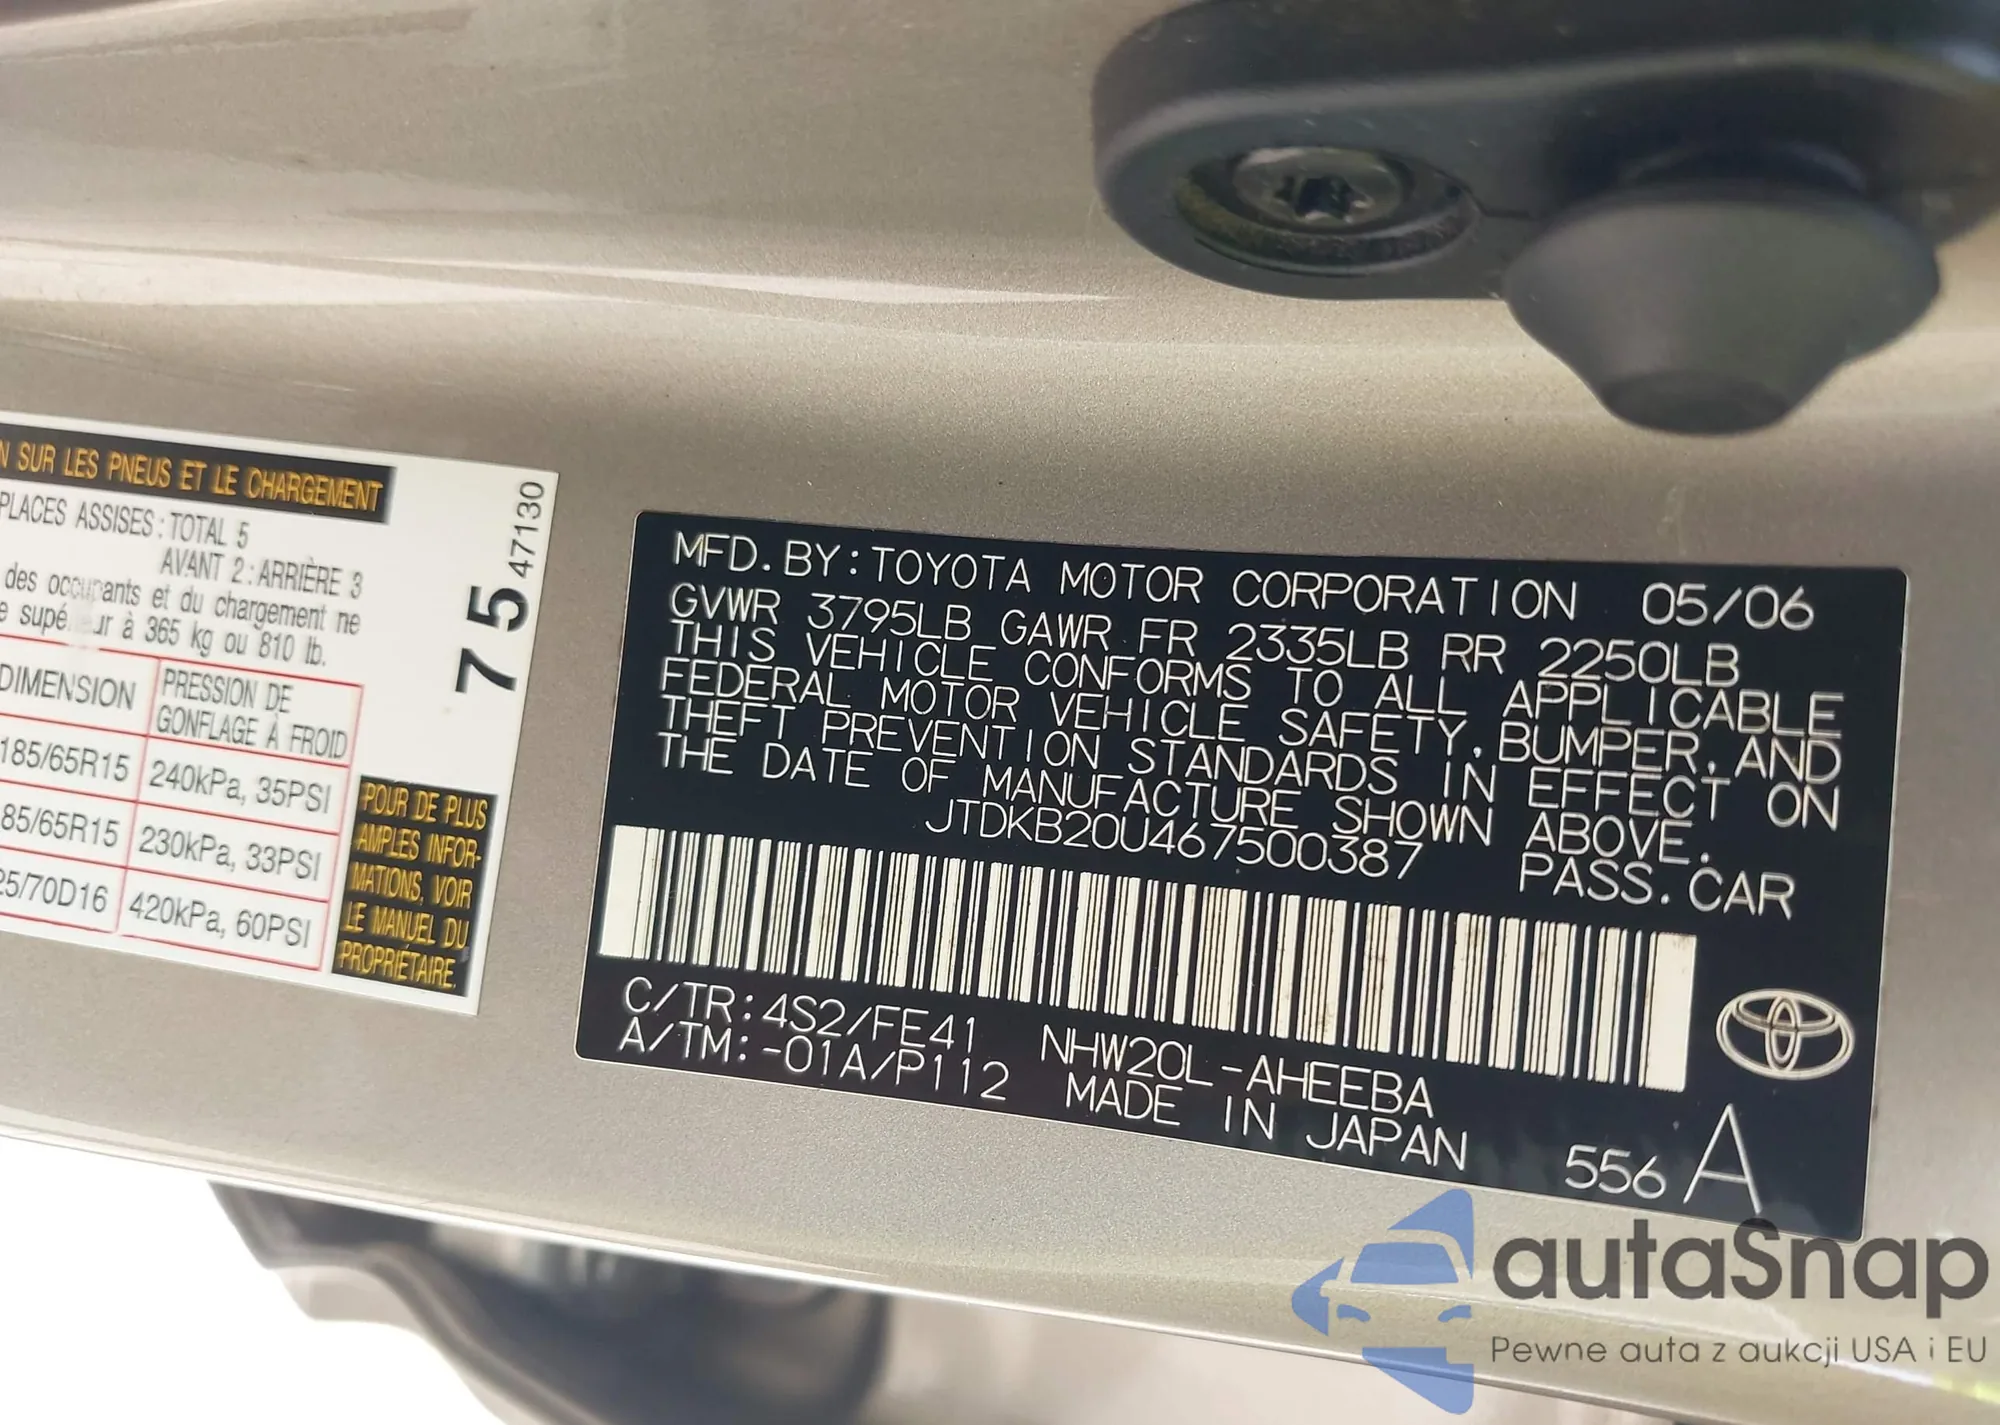 N SUR LES PNEUS ET LE CHARGEMENT
PLACES ASSISES: TOTAL 5
AVANT 2: ARRIÈRE 3
des occupants et du chargement ne
supérieur à 365 kg ou 810 lb.
DIMENSION PRESSION DE
GONFLAGE À FROID
185/65R15 240kPa, 35PSI
85/65R15 230kPa, 33PSI
25/70D16 420kPa, 60PSI
POUR DE PLUS
AMPLES INFOR-
MATIONS, VOIR
LE MANUEL DU
PROPRIÉTAIRE.
75 47130
MFD. BY: TOYOTA MOTOR CORPORATION 05/06
GVWR 3795LB GAWR FR 2335LB RR 2250LB
THIS VEHICLE CONFORMS TO ALL APPLICABLE
FEDERAL MOTOR VEHICLE SAFETY, BUMPER, AND
THEFT PREVENTION STANDARDS IN EFFECT ON
THE DATE OF MANUFACTURE SHOWN ABOVE.
JTDKB20U467500387 PASS. CAR
C/TR: 4S2/FE41 NHW20L-AHEEBA
A/TM: -01A/P112 MADE IN JAPAN
556 A
autaSnap
Pewne auta z aukcji USA i EU